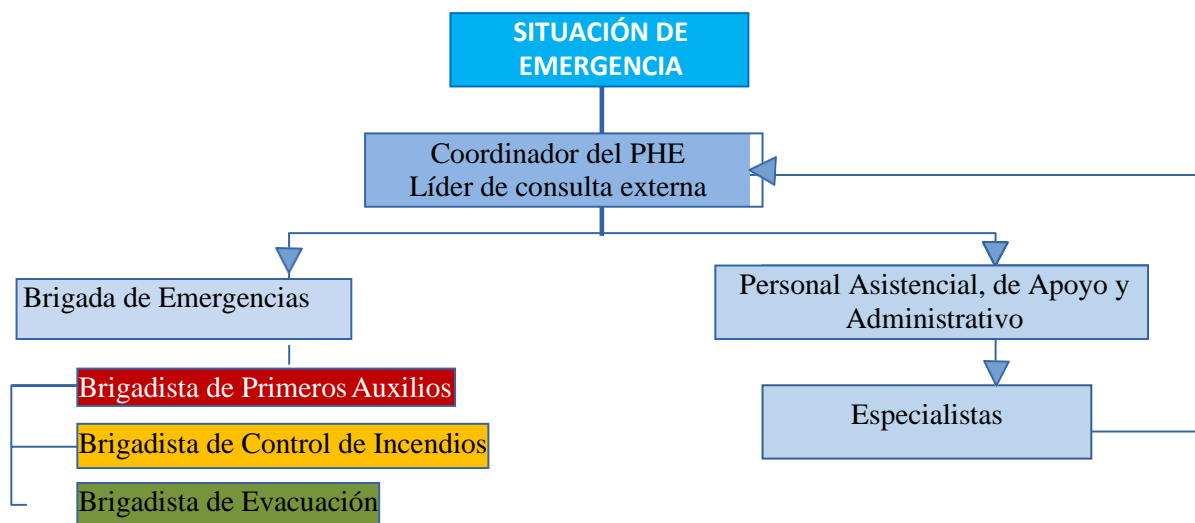 SITUACIÓN DE
EMERGENCIA
Coordinador del PHE
Líder de consulta externa
Brigada de Emergencias
Personal Asistencial, de Apoyo y
Administrativo
Brigadista de Primeros Auxilios
Especialistas
Brigadista de Control de Incendios
Brigadista de Evacuación